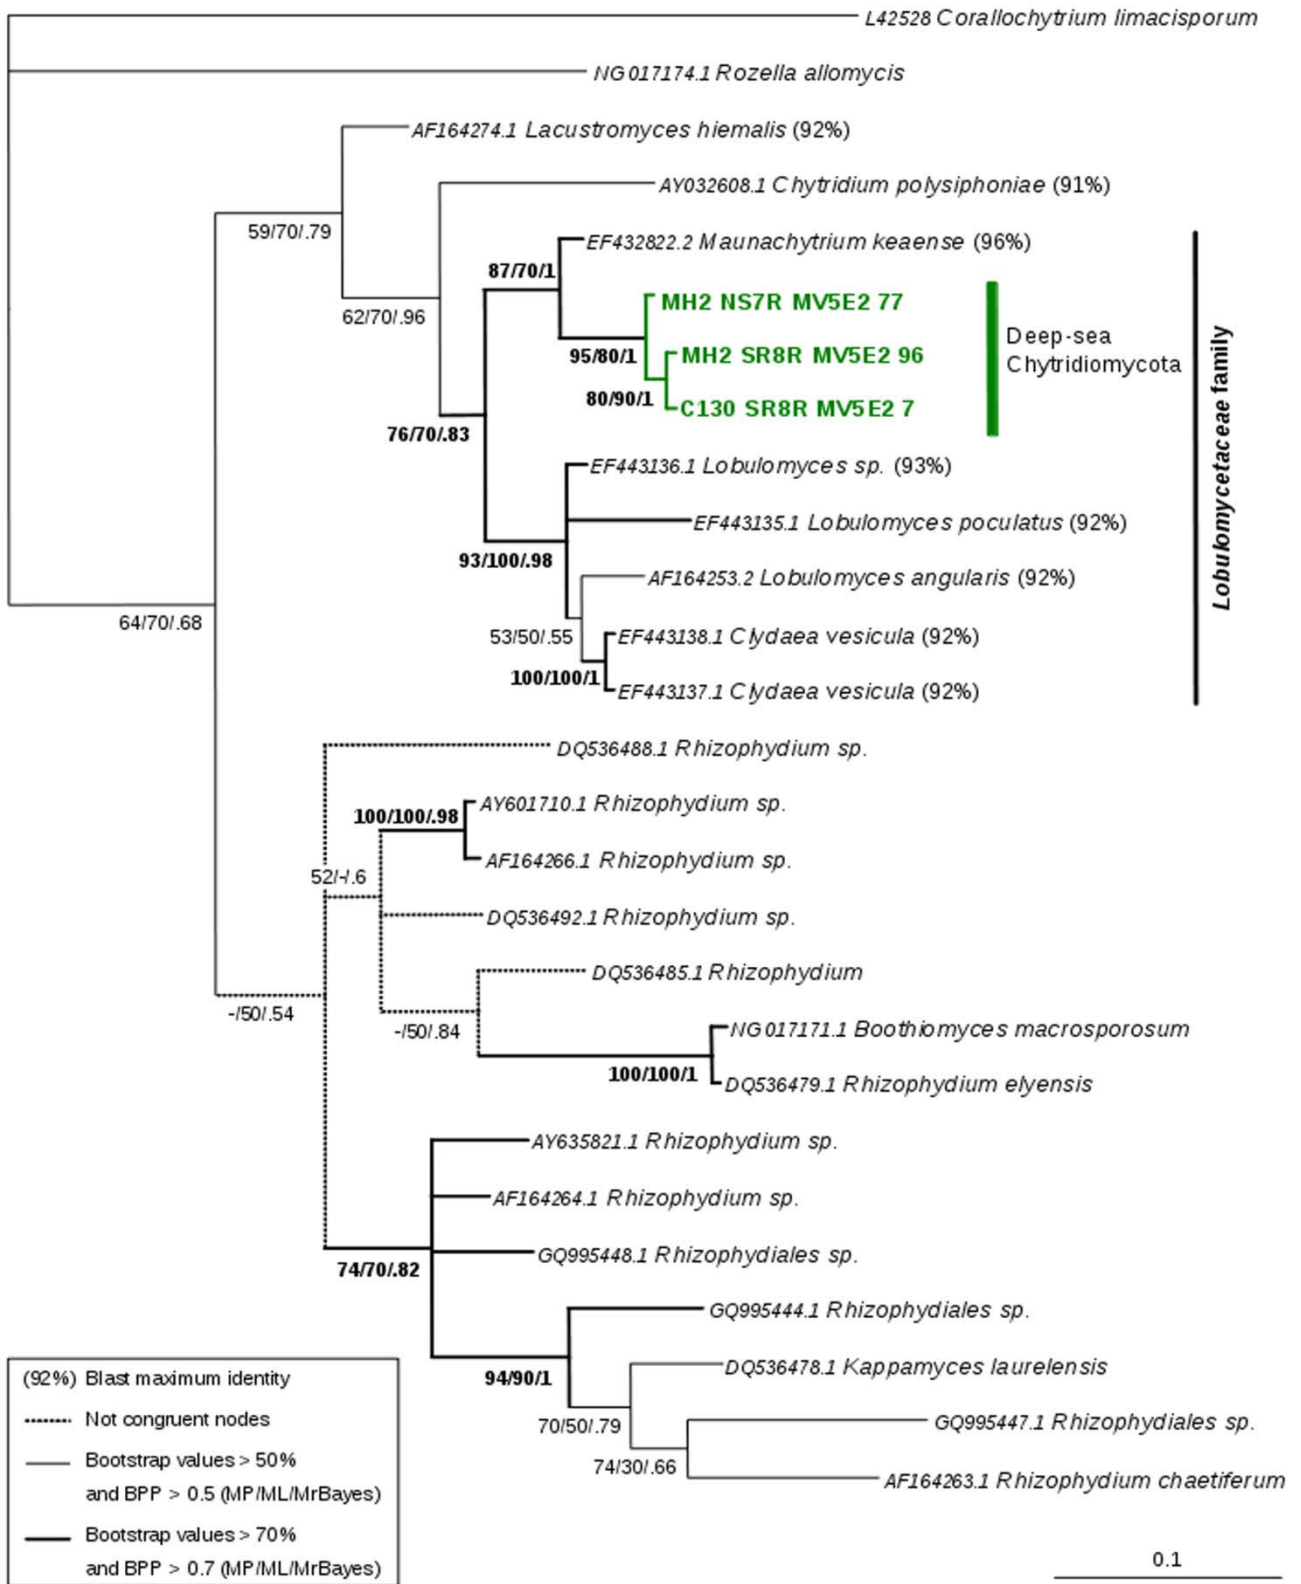 L42528 Corallochytrium limacisporum
NG017174.1 Rozella allomycis
AF164274.1 Lacustromyces hiemalis (92%)
AY032608.1 Chytridium polysiphoniae (91%)
59/70/.79
EF432822.2 Maunachytrium keaense (96%)
87/70/1
MH2 NS7R MV5E2 77
62/70/.96
Deep-sea
Chytridiomycota
95/80/1
MH2 SR8R MV5E2 96
80/90/1
C130 SR8R MV5E2 7
76/70/.83
Lobulomycetaceae family
EF443136.1 Lobulomyces sp. (93%)
EF443135.1 Lobulomyces poculatus (92%)
93/100/.98
AF164253.2 Lobulomyces angularis (92%)
64/70/.68
53/50/.55
EF443138.1 Clydaea vesicula (92%)
100/100/1
EF443137.1 Clydaea vesicula (92%)
DQ536488.1 Rhizophydium sp.
AY601710.1 Rhizophydium sp.
100/100/.98
AF164266.1 Rhizophydium sp.
52/-/.6
DQ536492.1 Rhizophydium sp.
DQ536485.1 Rhizophydium
-/50/.54
-/50/.84
NG017171.1 Boothiomyces macrosporosum
100/100/1
DQ536479.1 Rhizophydium elyensis
AY635821.1 Rhizophydium sp.
AF164264.1 Rhizophydium sp.
GQ995448.1 Rhizophydiales sp.
74/70/.82
GQ995444.1 Rhizophydiales sp.
94/90/1
DQ536478.1 Kappamyces laurelensis
70/50/.79
GQ995447.1 Rhizophydiales sp.
74/30/.66
AF164263.1 Rhizophydium chaetiferum
(92%) Blast maximum identity
Not congruent nodes
Bootstrap values > 50%
and BPP > 0.5 (MP/ML/MrBayes)
Bootstrap values > 70%
and BPP > 0.7 (MP/ML/MrBayes)
0.1